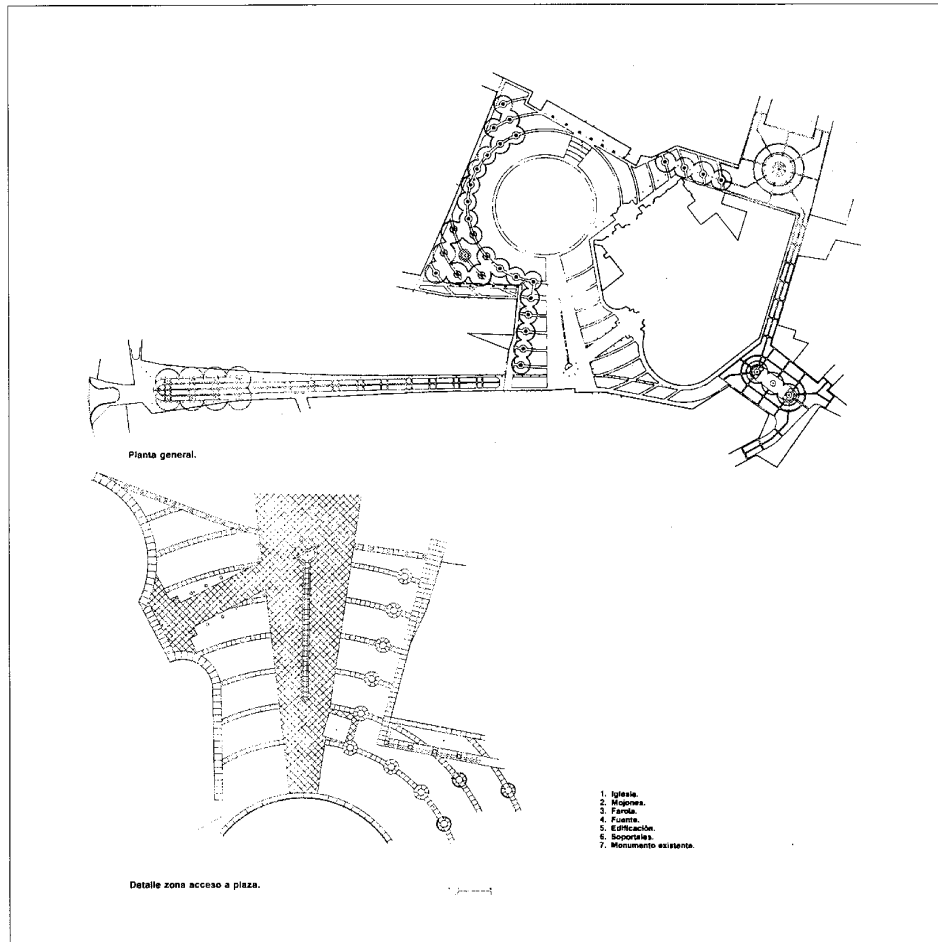 Planta general.
1. Iglesia.
2. Mojones.
3. Farola.
4. Fuente.
5. Edificación.
6. Soportales.
7. Monumento existente.
Detalle zona acceso a plaza.